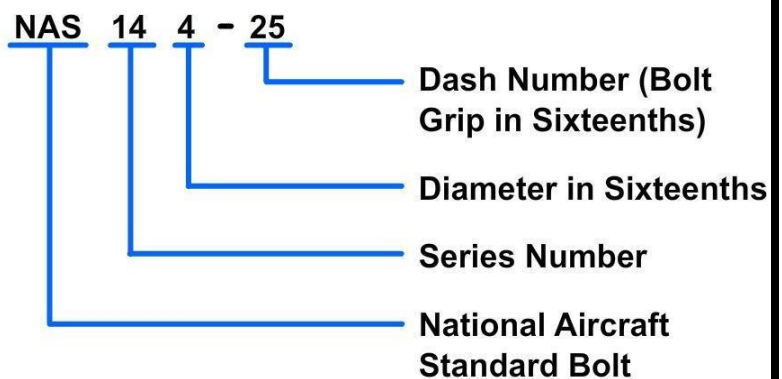 NAS 14 4 - 25
Dash Number (Bolt
Grip in Sixteenths)
Diameter in Sixteenths
Series Number
National Aircraft
Standard Bolt